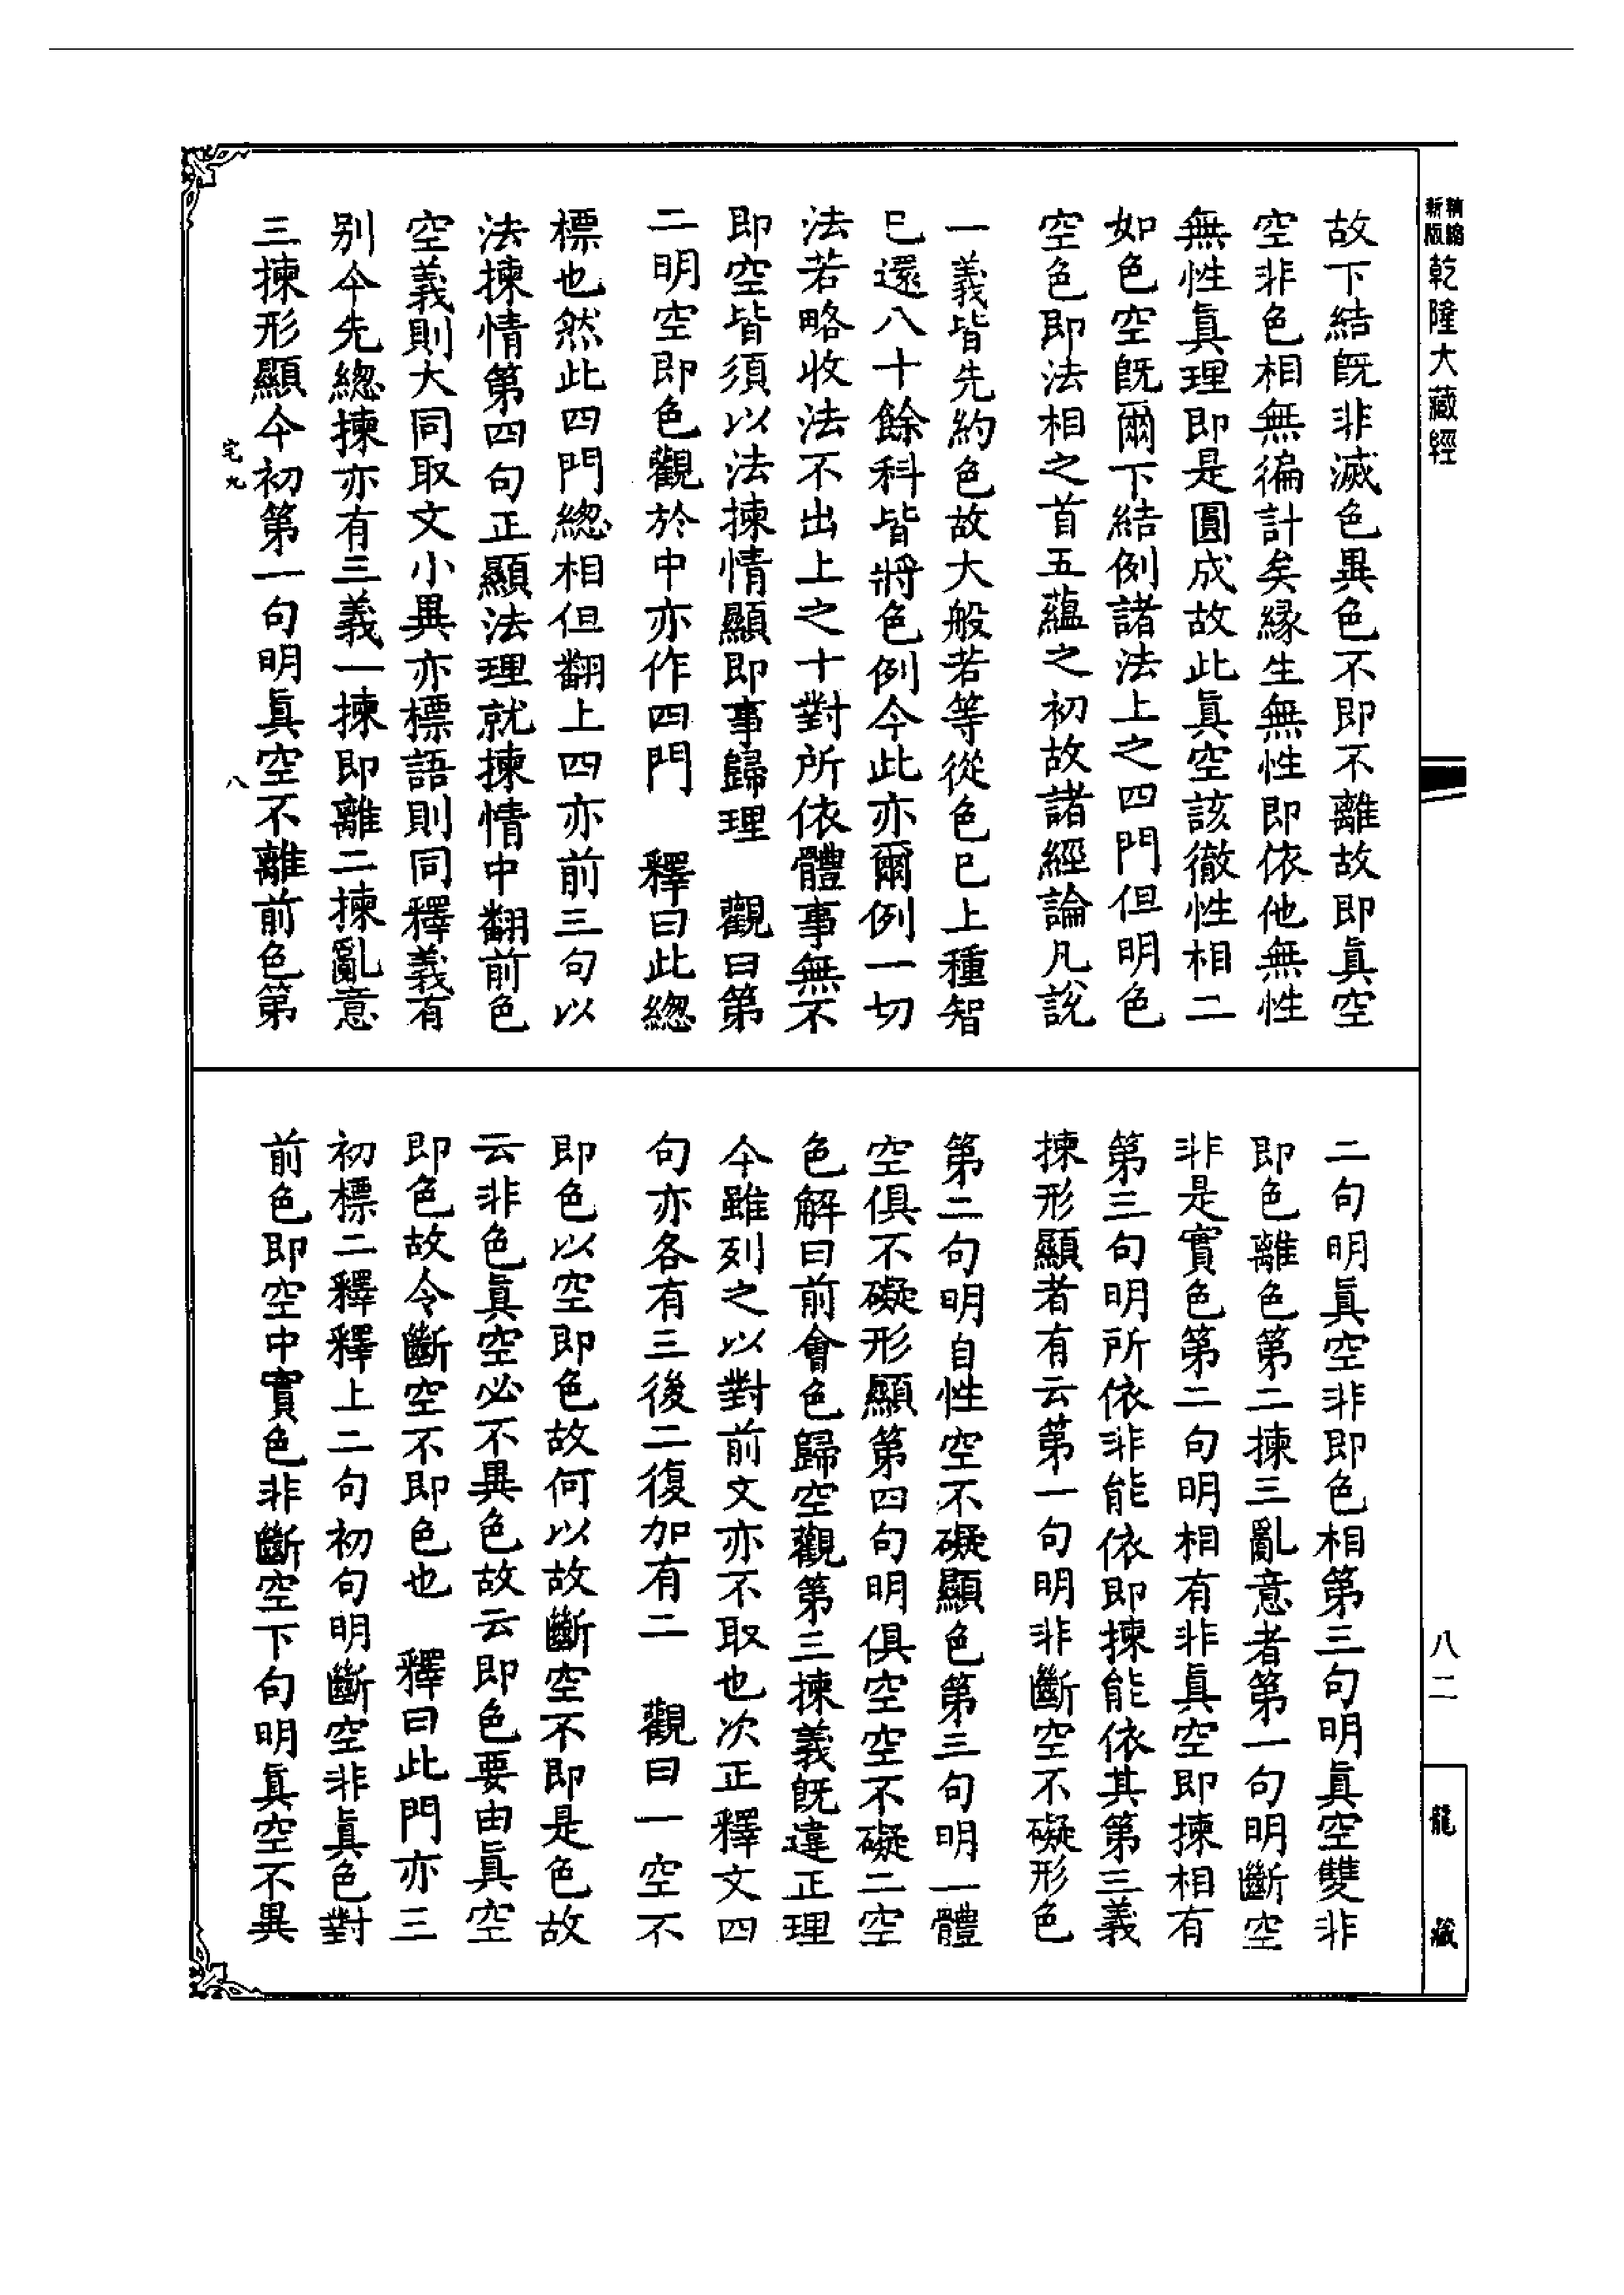 精縮新版乾隆大藏經
故下結既非滅色異色不即不離故即真空
空非色相無徧計矣緣生無性即依他無性
無性真理即是圓成故此真空該徹性相二
如色空既爾下結例諸法上之四門但明色
空色即法相之首五蘊之初故諸經論凡說
一義皆先約色故大般若等從色已上種智
已還八十餘科皆將色例今此亦爾例一切
法若略收法不出上之十對所依體事無不
即空皆須以法揀情顯即事歸理　觀曰第
二明空即色觀於中亦作四門　釋曰此總
標也然此四門總相但翻上四亦前三句以
法揀情第四句正顯法理就揀情中翻前色
空義則大同取文小異亦標語則同釋義有
別今先總揀亦有三義一揀即離二揀亂意
三揀形顯今初第一句明真空不離前色第
宅九
八
二句明真空非即色相第三句明真空雙非
即色離色第二揀三亂意者第一句明斷空
非是實色第二句明相有非真空即揀相有
第三句明所依非能依即揀能依其第三義
揀形顯者有云第一句明非斷空不礙形色
第二句明自性空不礙顯色第三句明一體
空俱不礙形顯第四句明俱空空不礙二空
色解曰前會色歸空觀第三揀義既違正理
今雖列之以對前文亦不取也次正釋文四
句亦各有三後二復加有二　觀曰一空不
即色以空即色故何以故斷空不即是色故
云非色真空必不異色故云即色要由真空
即色故令斷空不即色也　釋曰此門亦三
初標二釋釋上二句初句明斷空非真色對
前色即空中實色非斷空下句明真空不異
八二
龍藏